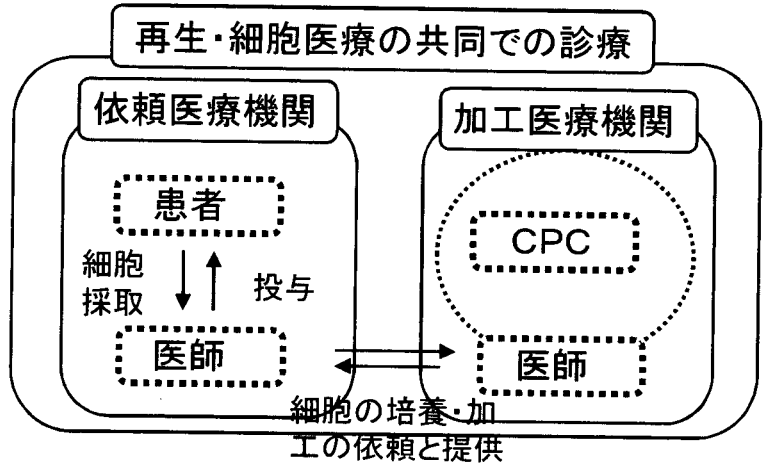 再生・細胞医療の共同での診療
依頼医療機関
加工医療機関
患者
細胞
採取
投与
医師
CPC
医師
細胞の培養・加
工の依頼と提供